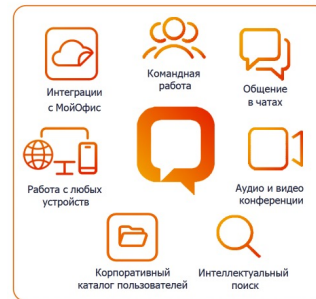 Командная
работа
Интеграции
с МойОфис
Общение
в чатах
Работа с любых
устройств
Аудио и видео
конференции
Корпоративный
каталог пользователей
Интеллектуальный
поиск